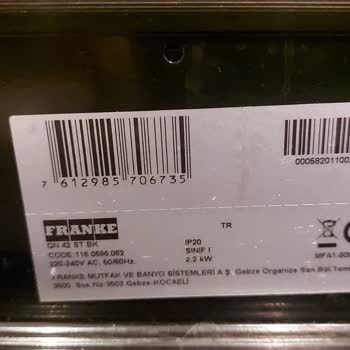 7 612985 706735
0005820110
TR
FRANKE
GN 42 ST BK
CODE: 116.0586.062
220-240V AC, 50/60Hz.
IP20
SINIF I
2.2 kW
FRANKE MUTFAK VE BANYO SİSTEMLERİ A.Ş. Gebze Organize San.Böl.
3600. Sok.No:3603 Gebze-KOCAELİ